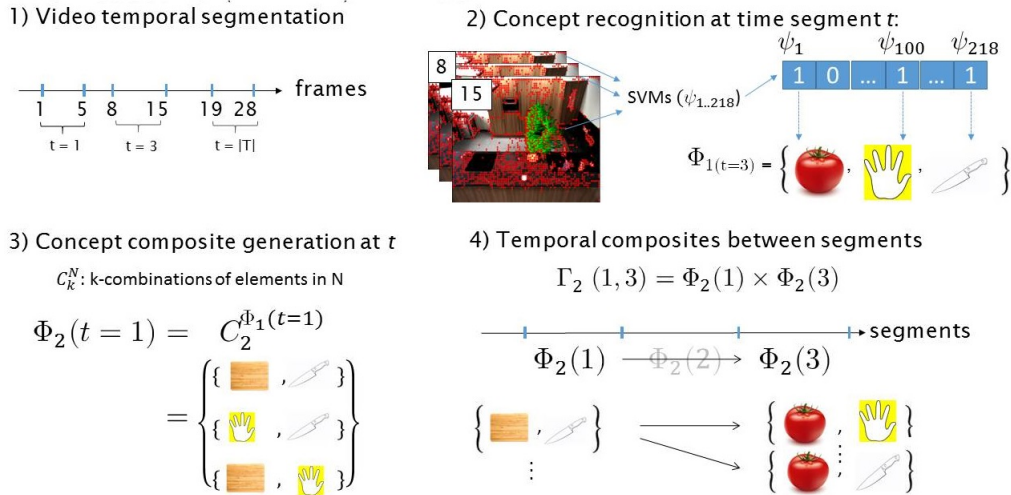 1) Video temporal segmentation
frames
1 5 8 15 19 28
t = 1 t = 3 t = |T|
2) Concept recognition at time segment t:
ψ₁ ψ₁₀₀ ψ₂₁₈
8
15
SVMs (ψ₁..₂₁₈)
1 0 ... 1 ... 1
Φ₁₍ₜ₌₃₎ = { , , }
3) Concept composite generation at t
C_k^N: k-combinations of elements in N
Φ₂(t = 1) = C_2^{Φ₁(t=1)}
= { { , }
{ , }
{ , } }
4) Temporal composites between segments
Γ₂ (1, 3) = Φ₂(1) × Φ₂(3)
segments
Φ₂(1) Φ₂(2) Φ₂(3)
{ , } { , }
⋮ ⋮
{ , }